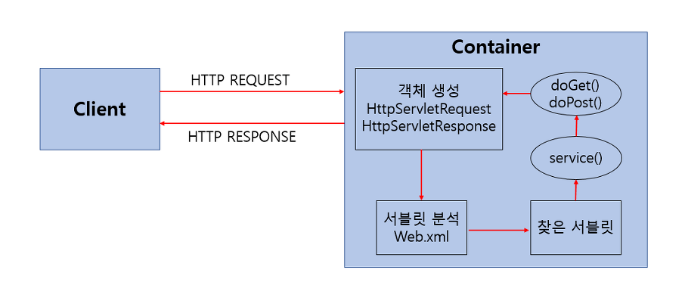 Container
Client
HTTP REQUEST
HTTP RESPONSE
객체 생성
HttpServletRequest
HttpServletResponse
doGet()
doPost()
service()
서블릿 분석
Web.xml
찾은 서블릿